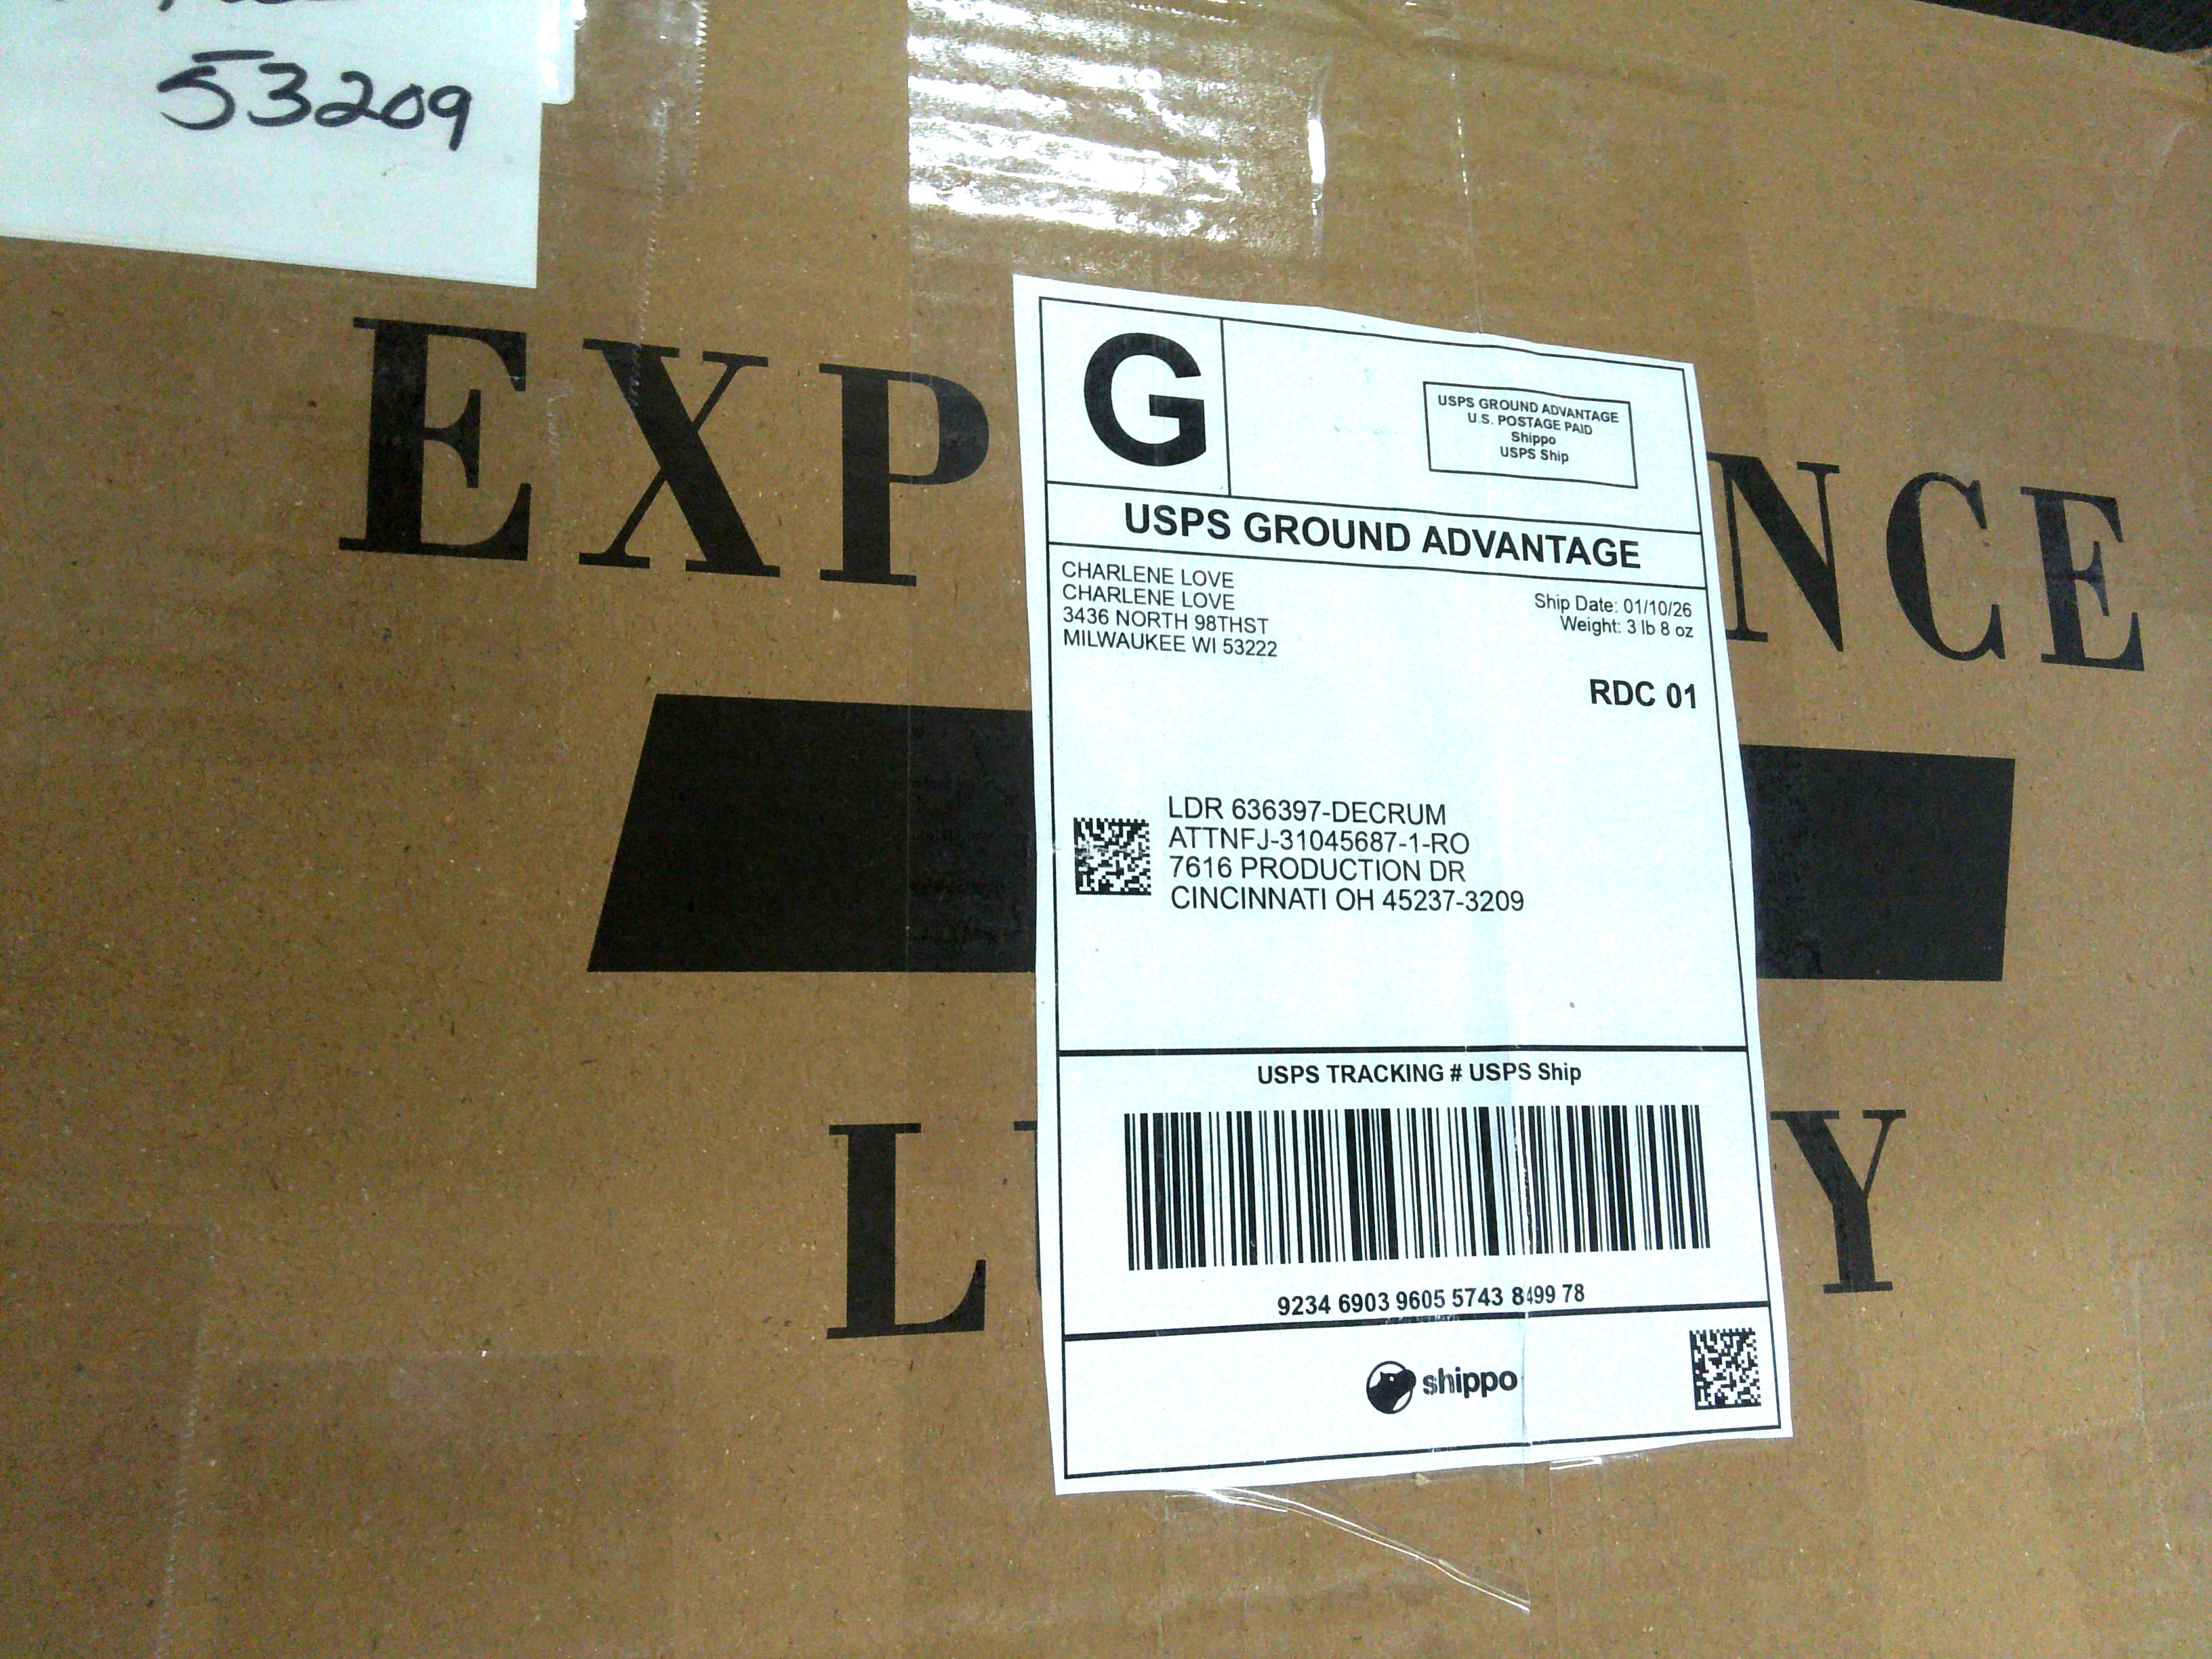 53209
EXP
NCE
G
USPS GROUND ADVANTAGE
U.S. POSTAGE PAID
Shippo
USPS Ship
USPS GROUND ADVANTAGE
CHARLENE LOVE
CHARLENE LOVE
3436 NORTH 98THST
MILWAUKEE WI 53222
Ship Date: 01/10/26
Weight: 3 lb 8 oz
RDC 01
LDR 636397-DECRUM
ATTNFJ-31045687-1-RO
7616 PRODUCTION DR
CINCINNATI OH 45237-3209
USPS TRACKING # USPS Ship
9234 6903 9605 5743 8499 78
L
Y
shippo